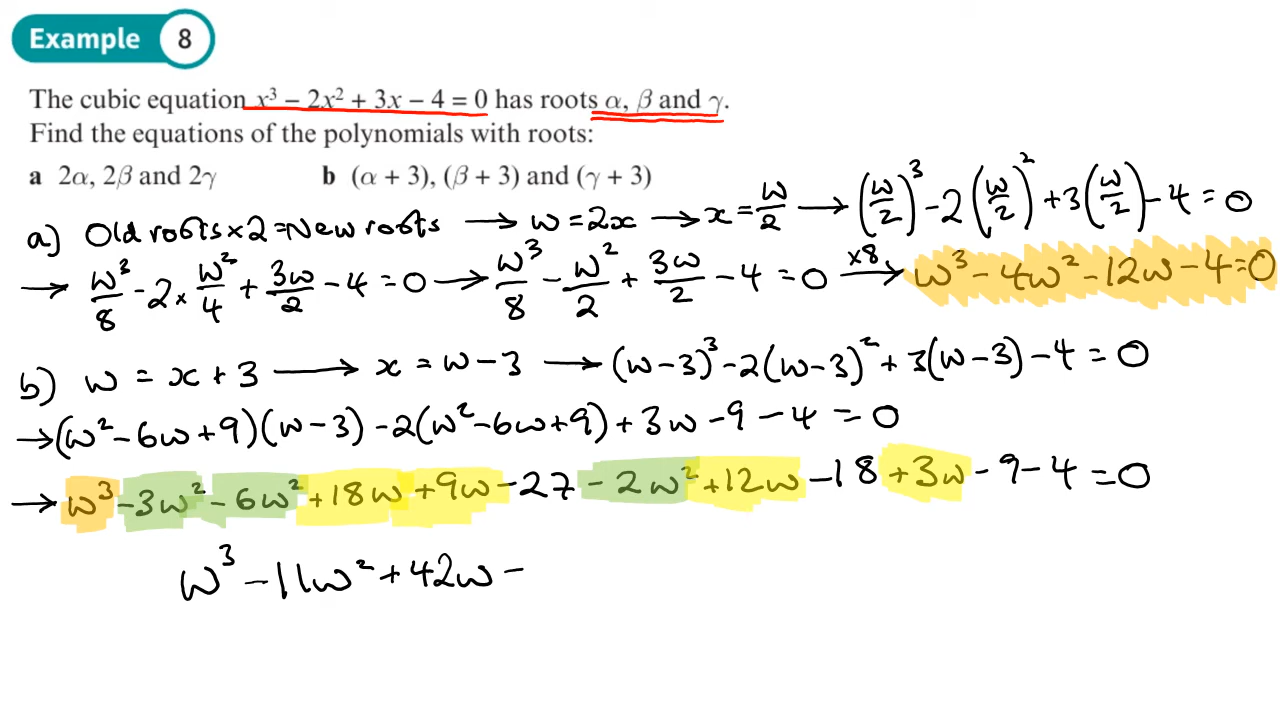 Example 8
The cubic equation x³ − 2x² + 3x − 4 = 0 has roots α, β and γ.
Find the equations of the polynomials with roots:
a 2α, 2β and 2γ b (α + 3), (β + 3) and (γ + 3)
a) Old roots×2=New roots → w = 2x → x = w/2 → (w/2)³ − 2(w/2)² + 3(w/2) − 4 = 0
→ w³/8 − 2 × w²/4 + 3w/2 − 4 = 0 → w³/8 − w²/2 + 3w/2 − 4 = 0 ×8→ w³ − 4w² − 12w − 4 = 0
b) w = x + 3 → x = w − 3 → (w − 3)³ − 2(w − 3)² + 3(w − 3) − 4 = 0
→ (w² − 6w + 9)(w − 3) − 2(w² − 6w + 9) + 3w − 9 − 4 = 0
→ w³ − 3w² − 6w² + 18w + 9w − 27 − 2w² + 12w − 18 + 3w − 9 − 4 = 0
w³ − 11w² + 42w −